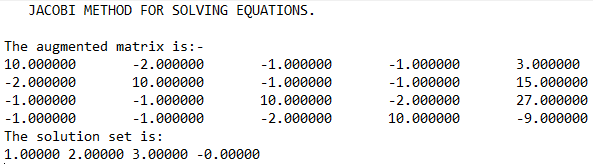 JACOBI METHOD FOR SOLVING EQUATIONS.
The augmented matrix is:-
10.000000 -2.000000 -1.000000 -1.000000 3.000000
-2.000000 10.000000 -1.000000 -1.000000 15.000000
-1.000000 -1.000000 10.000000 -2.000000 27.000000
-1.000000 -1.000000 -2.000000 10.000000 -9.000000
The solution set is:
1.00000 2.00000 3.00000 -0.00000